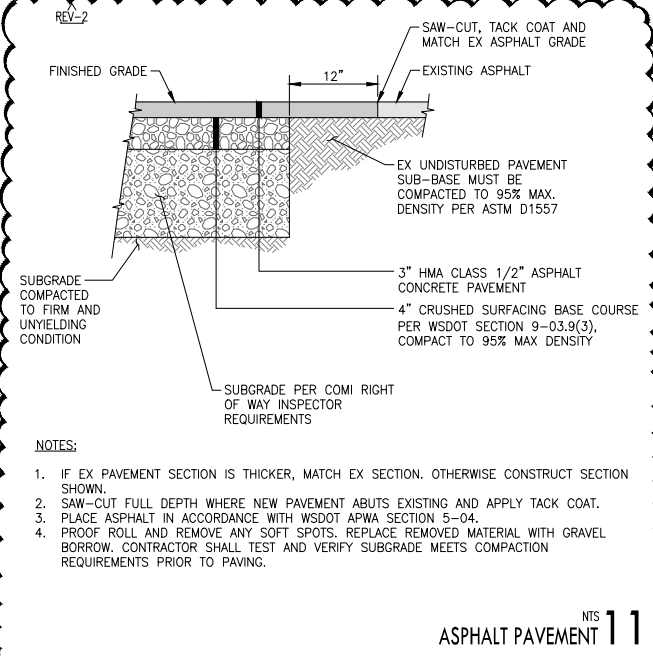 REV-2
SAW-CUT, TACK COAT AND
MATCH EX ASPHALT GRADE
FINISHED GRADE
12"
EXISTING ASPHALT
EX UNDISTURBED PAVEMENT
SUB-BASE MUST BE
COMPACTED TO 95% MAX.
DENSITY PER ASTM D1557
SUBGRADE
COMPACTED
TO FIRM AND
UNYIELDING
CONDITION
3" HMA CLASS 1/2" ASPHALT
CONCRETE PAVEMENT
4" CRUSHED SURFACING BASE COURSE
PER WSDOT SECTION 9-03.9(3),
COMPACT TO 95% MAX DENSITY
SUBGRADE PER COMI RIGHT
OF WAY INSPECTOR
REQUIREMENTS
NOTES:
1. IF EX PAVEMENT SECTION IS THICKER, MATCH EX SECTION. OTHERWISE CONSTRUCT SECTION
SHOWN.
2. SAW-CUT FULL DEPTH WHERE NEW PAVEMENT ABUTS EXISTING AND APPLY TACK COAT.
3. PLACE ASPHALT IN ACCORDANCE WITH WSDOT APWA SECTION 5-04.
4. PROOF ROLL AND REMOVE ANY SOFT SPOTS. REPLACE REMOVED MATERIAL WITH GRAVEL
BORROW. CONTRACTOR SHALL TEST AND VERIFY SUBGRADE MEETS COMPACTION
REQUIREMENTS PRIOR TO PAVING.
NTS
ASPHALT PAVEMENT 11